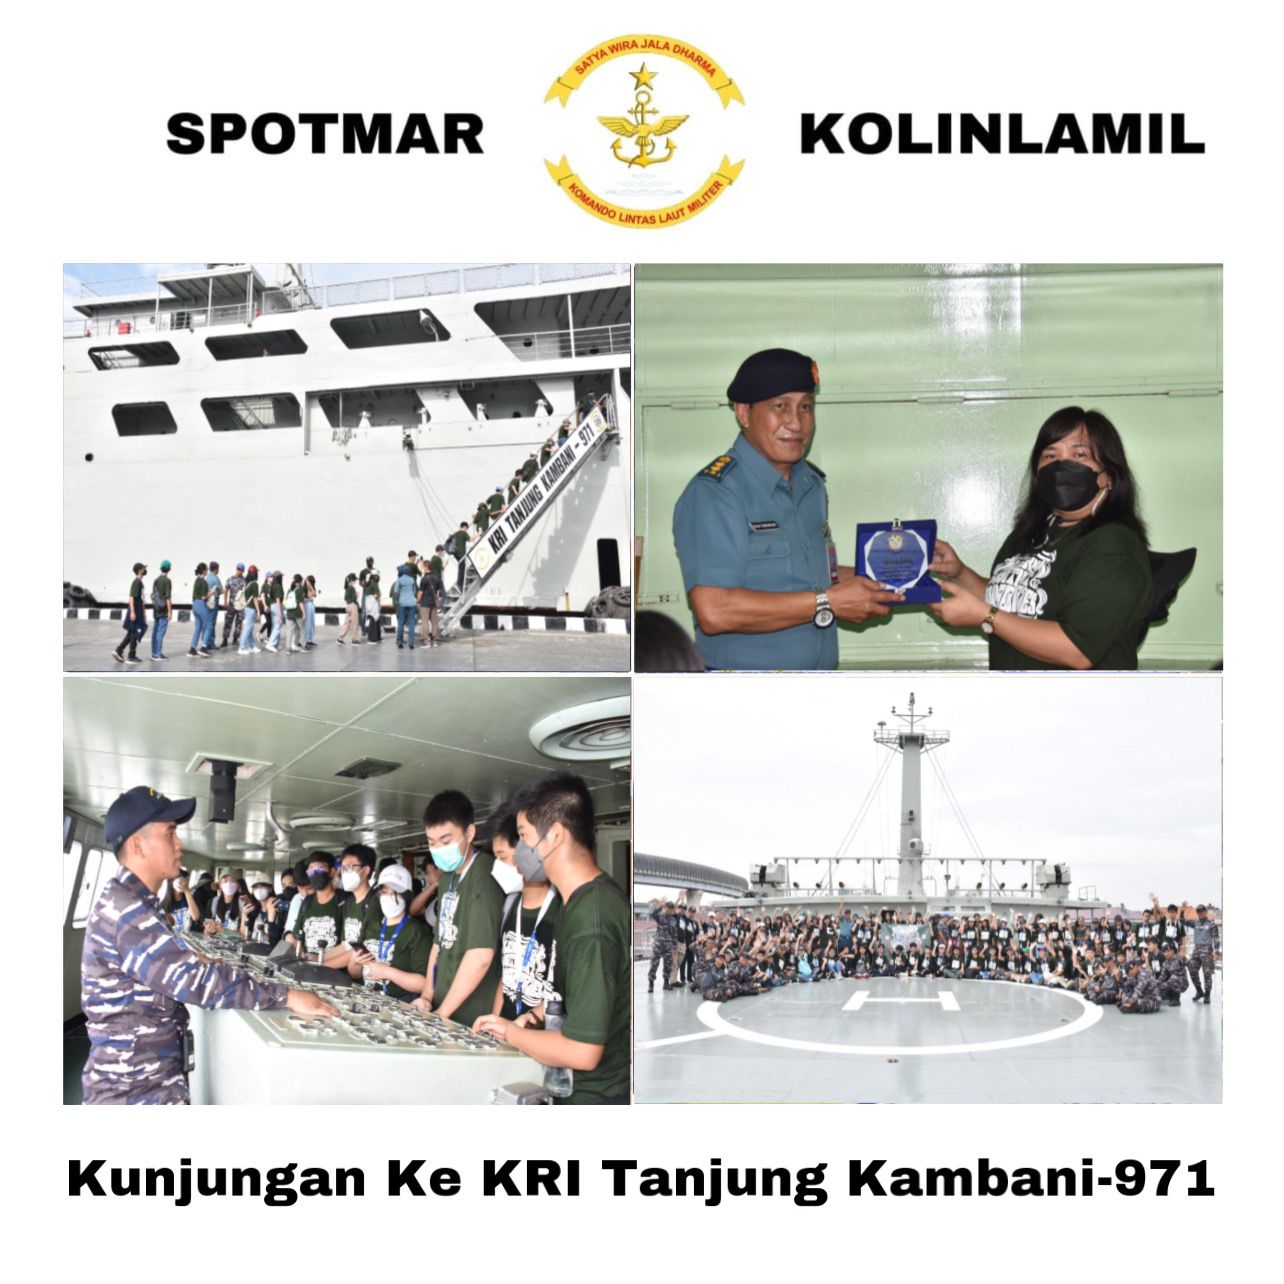 SATYA WIRA JALA DHARMA
SPOTMAR
KOLINLAMIL
KOMANDO LINTAS LAUT MILITER
KRI TANJUNG KAMBANI - 971
H
Kunjungan Ke KRI Tanjung Kambani-971